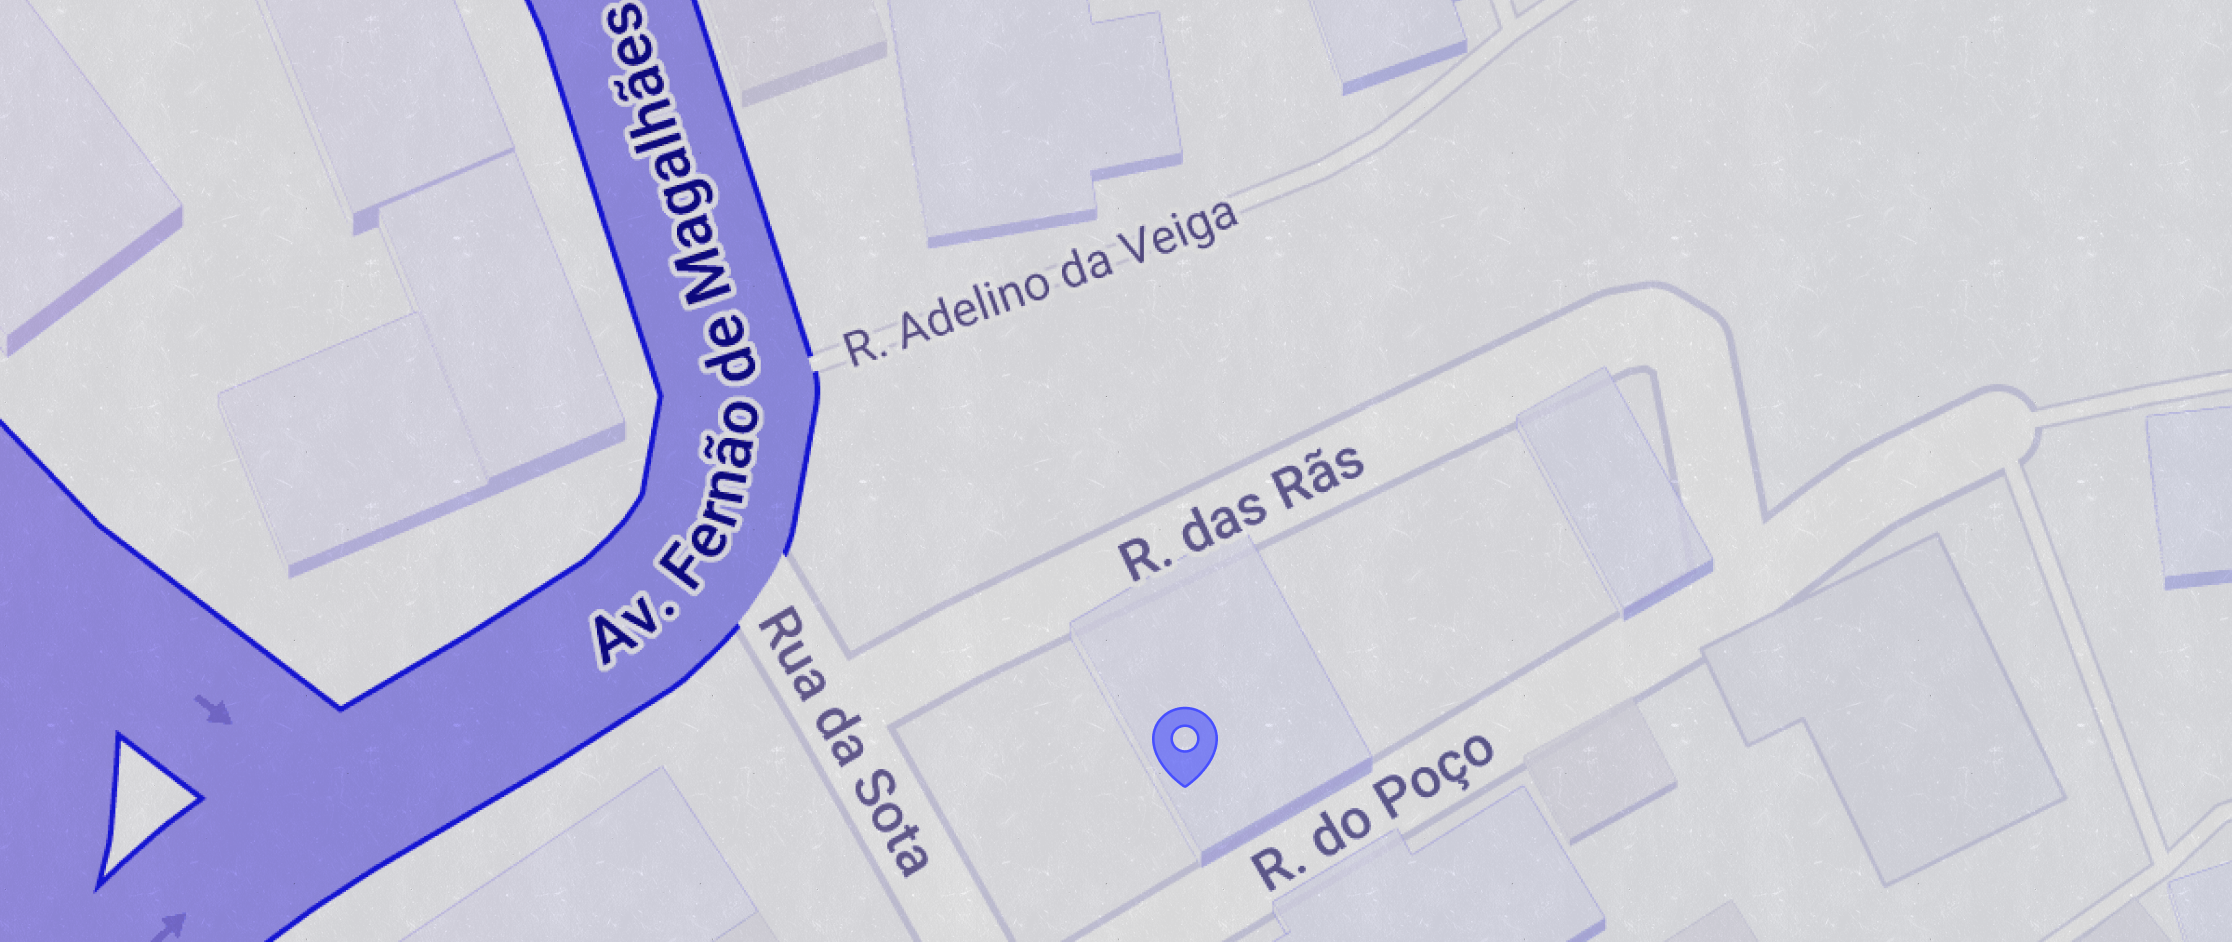 Av. Fernão de Magalhães
R. Adelino da Veiga
R. das Rãs
Rua da Sota
R. do Poço